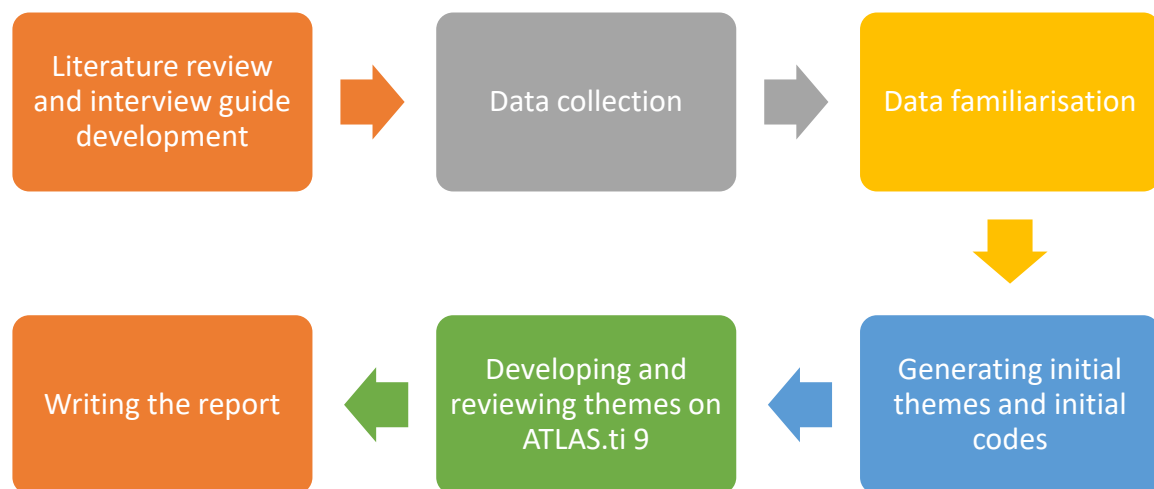 Literature review
and interview guide
development
Data collection
Data familiarisation
Generating initial
themes and initial
codes
Developing and
reviewing themes on
ATLAS.ti 9
Writing the report